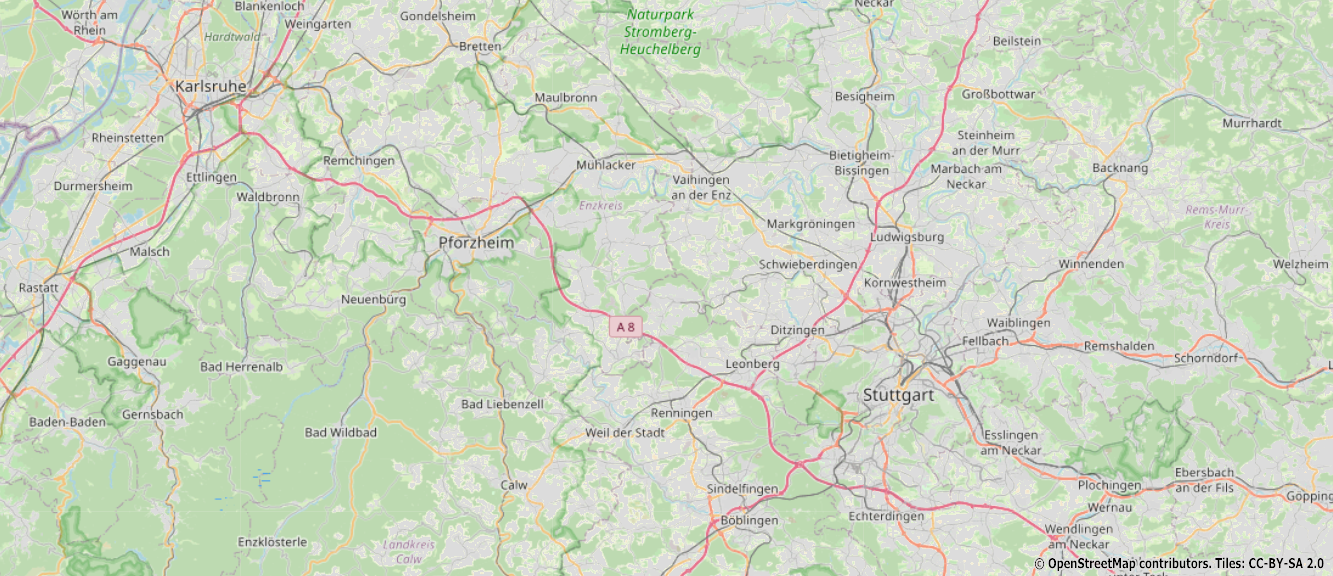 Wörth am
Rhein
Blankenloch
Weingarten
Hardtwald
Gondelsheim
Bretten
Naturpark
Stromberg-
Heuchelberg
Neckar
Beilstein
Karlsruhe
Maulbronn
Besigheim
Großbottwar
Rheinstetten
Murrhardt
Steinheim
an der Murr
Remchingen
Mühlacker
Bietigheim-
Bissingen
Marbach am
Neckar
Backnang
Ettlingen
Durmersheim
Waldbronn
Vaihingen
an der Enz
Enzkreis
Markgröningen
Rems-Murr-
Kreis
Ludwigsburg
Pforzheim
Malsch
Schwieberdingen
Winnenden
Welzheim
Rastatt
Neuenbürg
Kornwestheim
A 8
Ditzingen
Waiblingen
Fellbach
Remshalden
Schorndorf
L
Gaggenau
Bad Herrenalb
Leonberg
Stuttgart
Gernsbach
Bad Liebenzell
Renningen
Baden-Baden
Bad Wildbad
Weil der Stadt
Esslingen
am Neckar
Calw
Sindelfingen
Plochingen
Ebersbach
an der Fils
Göpping
Wernau
Böblingen
Echterdingen
Wendlingen
am Neckar
Enzklösterle
Landkreis
Calw
© OpenStreetMap contributors. Tiles: CC-BY-SA 2.0
unter Teck